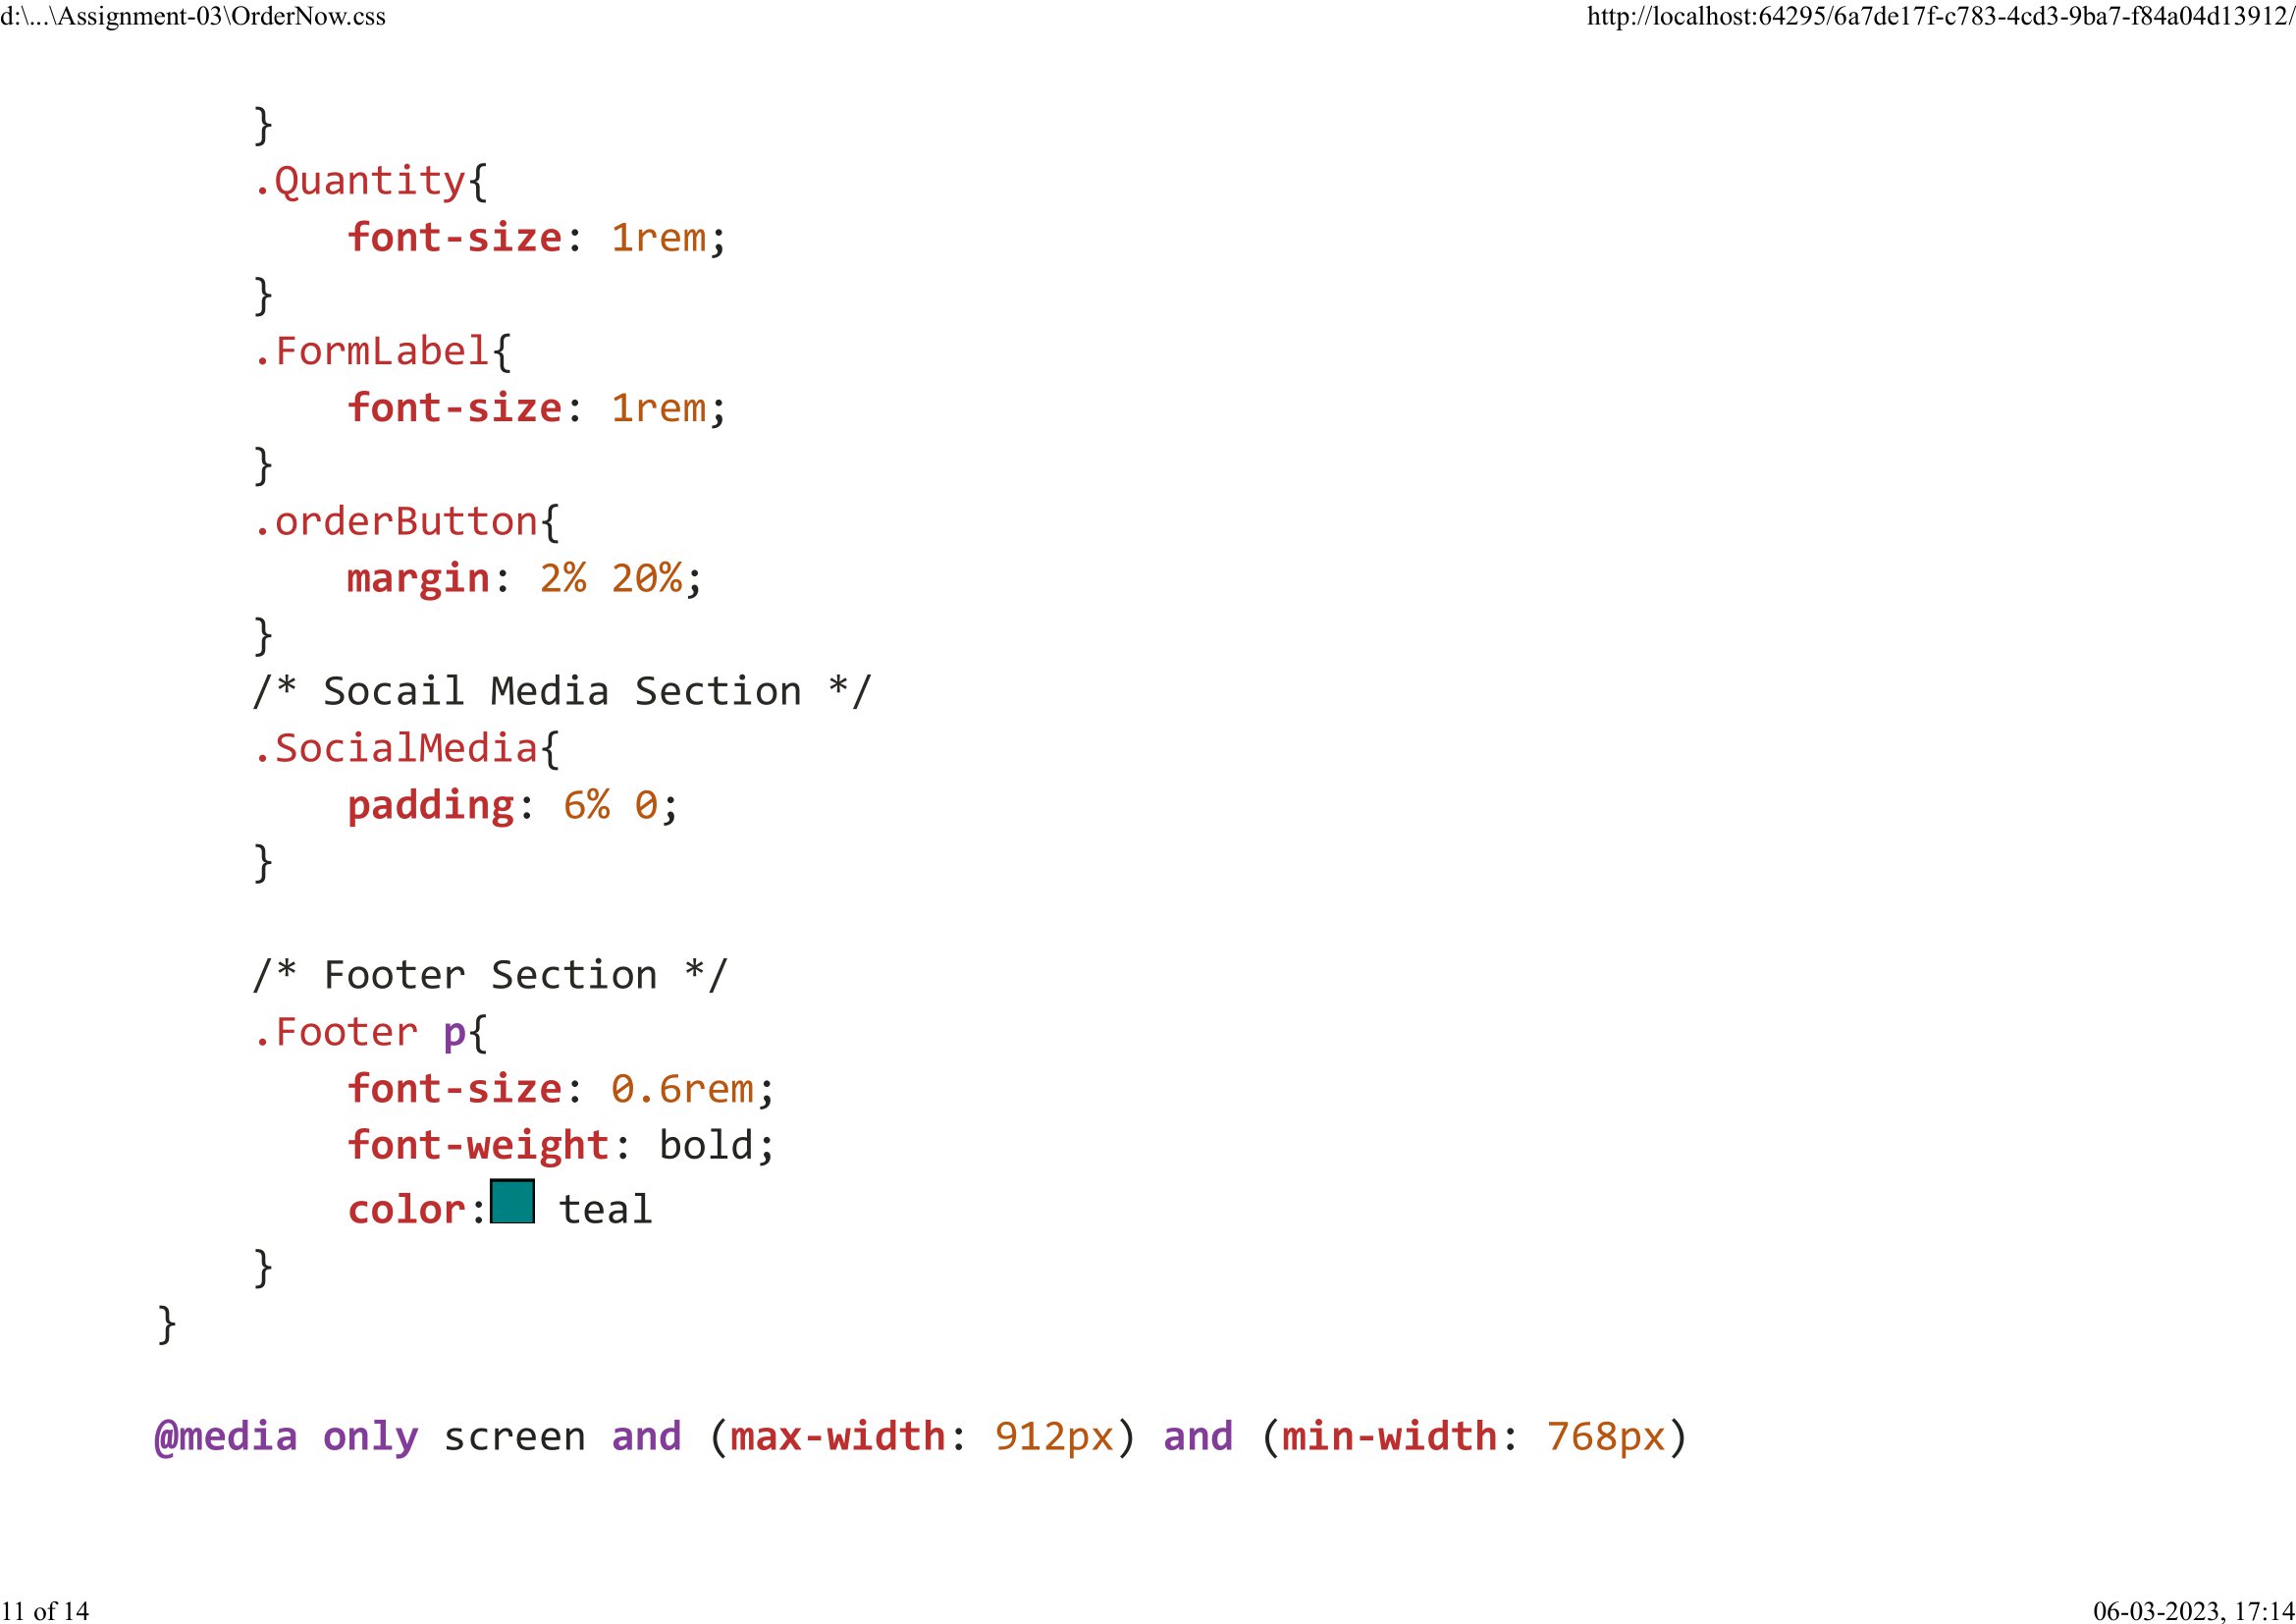 d:\...\Assignment-03\OrderNow.css http://localhost:64295/6a7de17f-c783-4cd3-9ba7-f84a04d13912/
}
.Quantity{
font-size: 1rem;
}
.FormLabel{
font-size: 1rem;
}
.orderButton{
margin: 2% 20%;
}
/* Socail Media Section */
.SocialMedia{
padding: 6% 0;
}
/* Footer Section */
.Footer p{
font-size: 0.6rem;
font-weight: bold;
color: teal
}
}
@media only screen and (max-width: 912px) and (min-width: 768px)
11 of 14 06-03-2023, 17:14